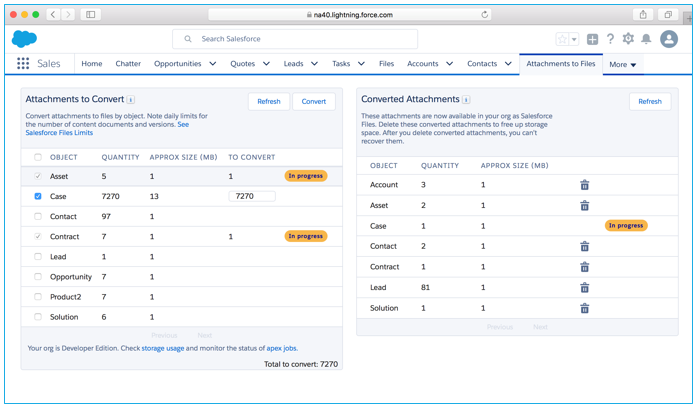 na40.lightning.force.com
Search Salesforce
Sales Home Chatter Opportunities Quotes Leads Tasks Files Accounts Contacts Attachments to Files More
Attachments to Convert
Refresh Convert
Convert attachments to files by object. Note daily limits for
the number of content documents and versions. See
Salesforce Files Limits
OBJECT QUANTITY APPROX SIZE (MB) TO CONVERT
Asset 5 1 1 In progress
Case 7270 13 7270
Contact 97 1
Contract 7 1 1 In progress
Lead 1 1
Opportunity 7 1
Product2 7 1
Solution 6 1
Previous Next
Your org is Developer Edition. Check storage usage and monitor the status of apex jobs.
Total to convert: 7270
Converted Attachments
Refresh
These attachments are now available in your org as Salesforce
Files. Delete these converted attachments to free up storage
space. After you delete converted attachments, you can't
recover them.
OBJECT QUANTITY APPROX SIZE (MB)
Account 3 1
Asset 2 1
Case 1 1 In progress
Contact 2 1
Contract 1 1
Lead 81 1
Solution 1 1
Previous Next